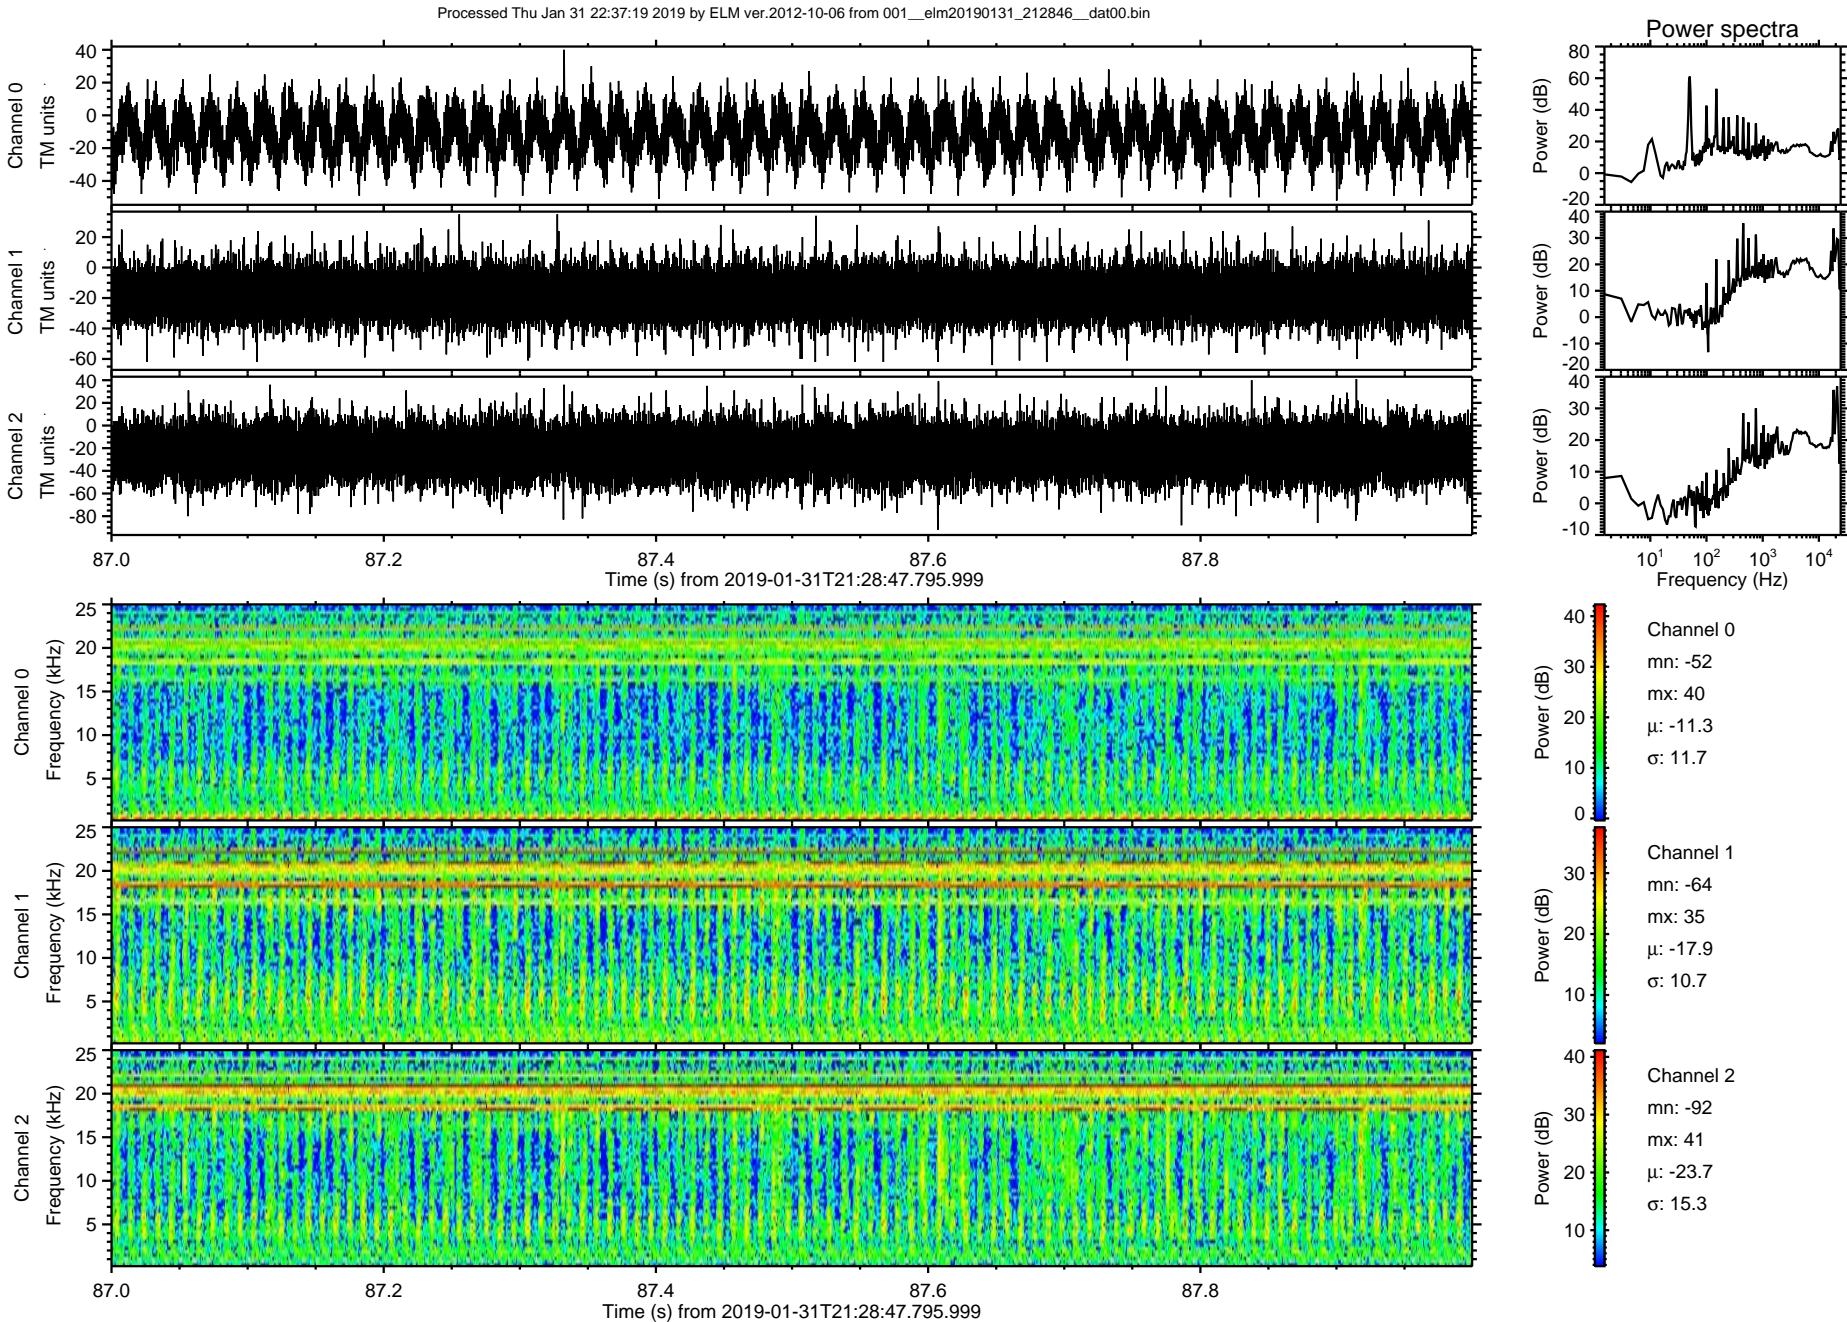 Processed Thu Jan 31 22:37:19 2019 by ELM ver.2012-10-06 from 001__elm20190131_212846__dat00.bin
Power spectra
Channel 0
TM units
40
20
0
-20
-40
Power (dB)
80
60
40
20
0
-20
Channel 1
TM units
20
0
-20
-40
-60
Power (dB)
40
30
20
10
0
-10
-20
Channel 2
TM units
40
20
0
-20
-40
-60
-80
Power (dB)
40
30
20
10
0
-10
87.0 87.2 87.4 87.6 87.8
Time (s) from 2019-01-31T21:28:47.795.999
10^1 10^2 10^3 10^4
Frequency (Hz)
Channel 0
Frequency (kHz)
25
20
15
10
5
Power (dB)
40
30
20
10
0
Channel 0
mn: -52
mx: 40
μ: -11.3
σ: 11.7
Channel 1
Frequency (kHz)
25
20
15
10
5
Power (dB)
30
20
10
Channel 1
mn: -64
mx: 35
μ: -17.9
σ: 10.7
Channel 2
Frequency (kHz)
25
20
15
10
5
Power (dB)
40
30
20
10
Channel 2
mn: -92
mx: 41
μ: -23.7
σ: 15.3
87.0 87.2 87.4 87.6 87.8
Time (s) from 2019-01-31T21:28:47.795.999